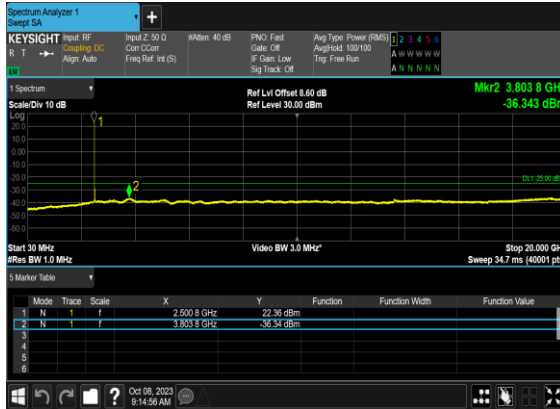 Spectrum Analyzer 1
Swept SA
KEYSIGHT
R T
LU
Input: RF
Coupling: DC
Align: Auto
Input Z: 50 Ω
Corr CCorr
Freq Ref: Int (S)
#Atten: 40 dB
PNO: Fast
Gate: Off
IF Gain: Low
Sig Track: Off
Avg Type: Power (RMS)
Avg|Hold: 100/100
Trig: Free Run
1 2 3 4 5 6
A W W W W W
A N N N N N
1 Spectrum
Scale/Div 10 dB
Log
Ref Lvl Offset 8.60 dB
Ref Level 30.00 dBm
Mkr2 3.803 8 GH
-36.343 dBr
20.0
10.0
0.00
-10.0
-20.0
-30.0
-40.0
-50.0
-60.0
1
2
DL1 -25.00 dB
Start 30 MHz
#Res BW 1.0 MHz
Video BW 3.0 MHz*
Stop 20.000 GH
Sweep 34.7 ms (40001 pt
5 Marker Table
Mode Trace Scale X Y Function Function Width Function Value
1 N 1 f 2.500 8 GHz 22.36 dBm
2 N 1 f 3.803 8 GHz -36.34 dBm
3
4
5
6
?
Oct 08, 2023
9:14:56 AM